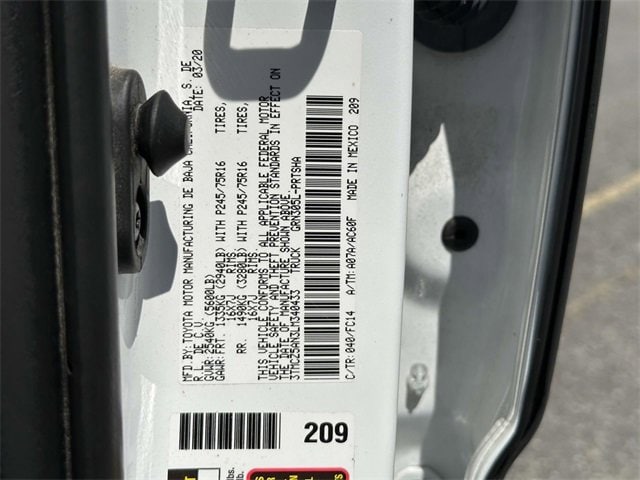 MFD.BY:TOYOTA MOTOR MANUFACTURING DE BAJA CALIFORNIA, S. DE
R.L. DE C. DATE: 03/20
GVWR:2540KG(5600LB)
GAWR:FRT. 1335KG(2940LB) WITH P245/75R16 TIRES,
16X7J RIMS.
RR. 1490KG(3280LB) WITH P245/75R16 TIRES,
16X7J RIMS.
THIS VEHICLE CONFORMS TO ALL APPLICABLE FEDERAL MOTOR
VEHICLE SAFETY AND THEFT PREVENTION STANDARDS IN EFFECT ON
THE DATE OF MANUFACTURE SHOWN ABOVE.
3TMCZ5AN3LM340433 TRUCK GRN305L-PRTSHA
C/TR:040/FC14 A/TM:A07A/AC60F MADE IN MEXICO 209
209